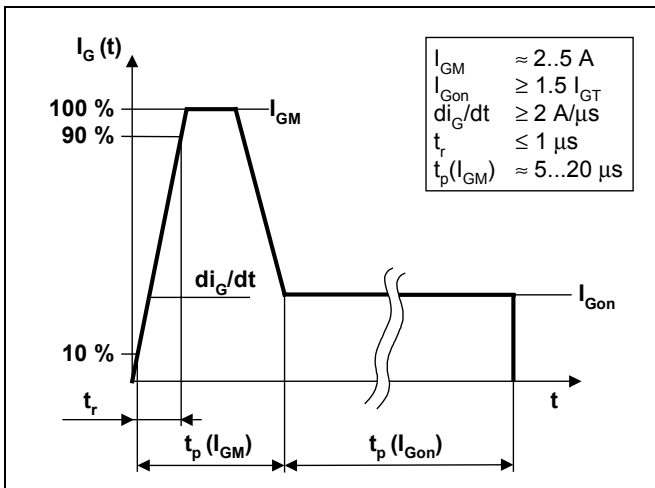 I_G (t)
100 %
90 %
I_GM
di_G/dt
I_Gon
10 %
t
t_r
t_p (I_GM)
t_p (I_Gon)
I_GM ≈ 2..5 A
I_Gon ≥ 1.5 I_GT
di_G/dt ≥ 2 A/µs
t_r ≤ 1 µs
t_p(I_GM) ≈ 5...20 µs